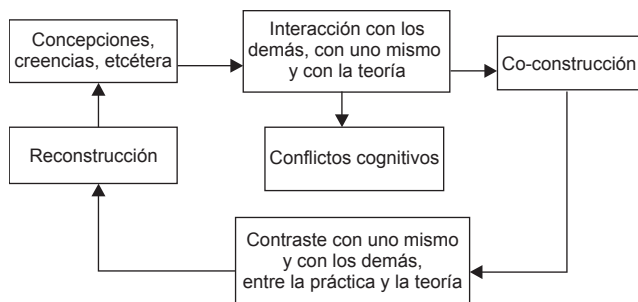 Concepciones,
creencias, etcétera
Interacción con los
demás, con uno mismo
y con la teoría
Co-construcción
Reconstrucción
Conflictos cognitivos
Contraste con uno mismo
y con los demás,
entre la práctica y la teoría